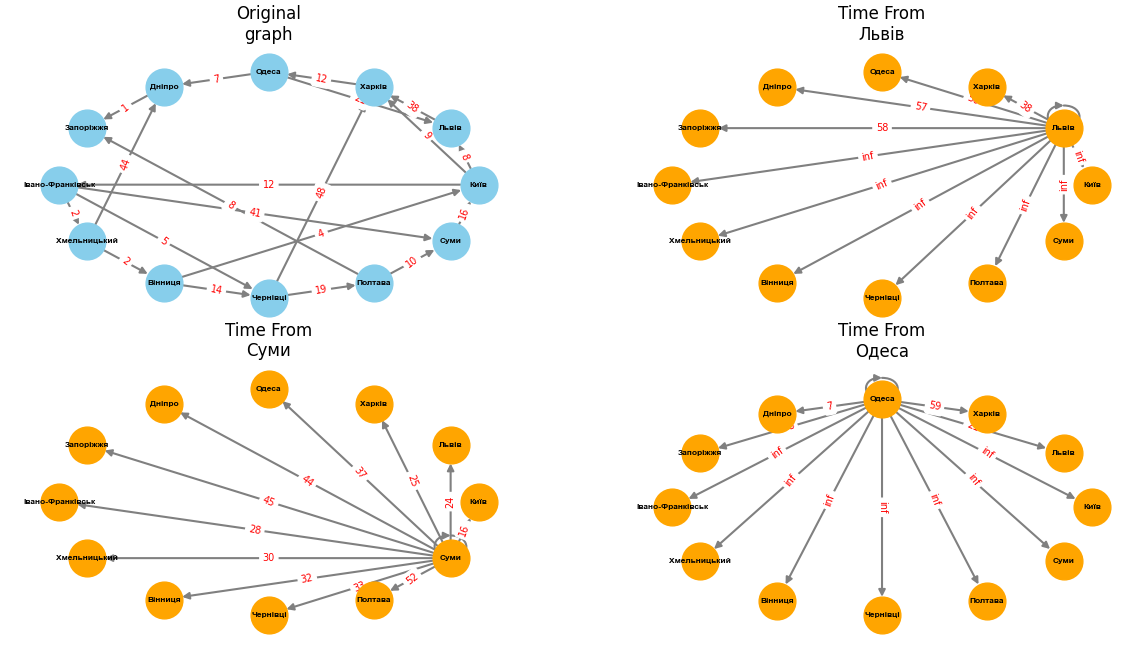 Original
graph
Одеса
7
12
Дніпро
Харків
1
38
Запоріжжя
Львів
9
8
44
Івано-Франківськ
12
48
Київ
2
8
41
16
5
4
Хмельницький
Суми
2
10
Вінниця
14
19
Полтава
Чернівці
Time From
Львів
Одеса
Дніпро
Харків
57
38
Запоріжжя
58
Львів
inf
inf
Івано-Франківськ
inf
inf
Київ
inf
inf
inf
Хмельницький
Суми
Вінниця
Полтава
Чернівці
Time From
Суми
Одеса
Дніпро
Харків
Запоріжжя
Львів
37
44
25
Івано-Франківськ
45
24
Київ
28
16
Хмельницький
30
Суми
32
33
52
Вінниця
Полтава
Чернівці
Time From
Одеса
Одеса
Дніпро
7
59
Харків
Запоріжжя
inf
inf
Львів
inf
inf
Івано-Франківськ
inf
inf
inf
Київ
Хмельницький
Суми
Вінниця
Полтава
Чернівці